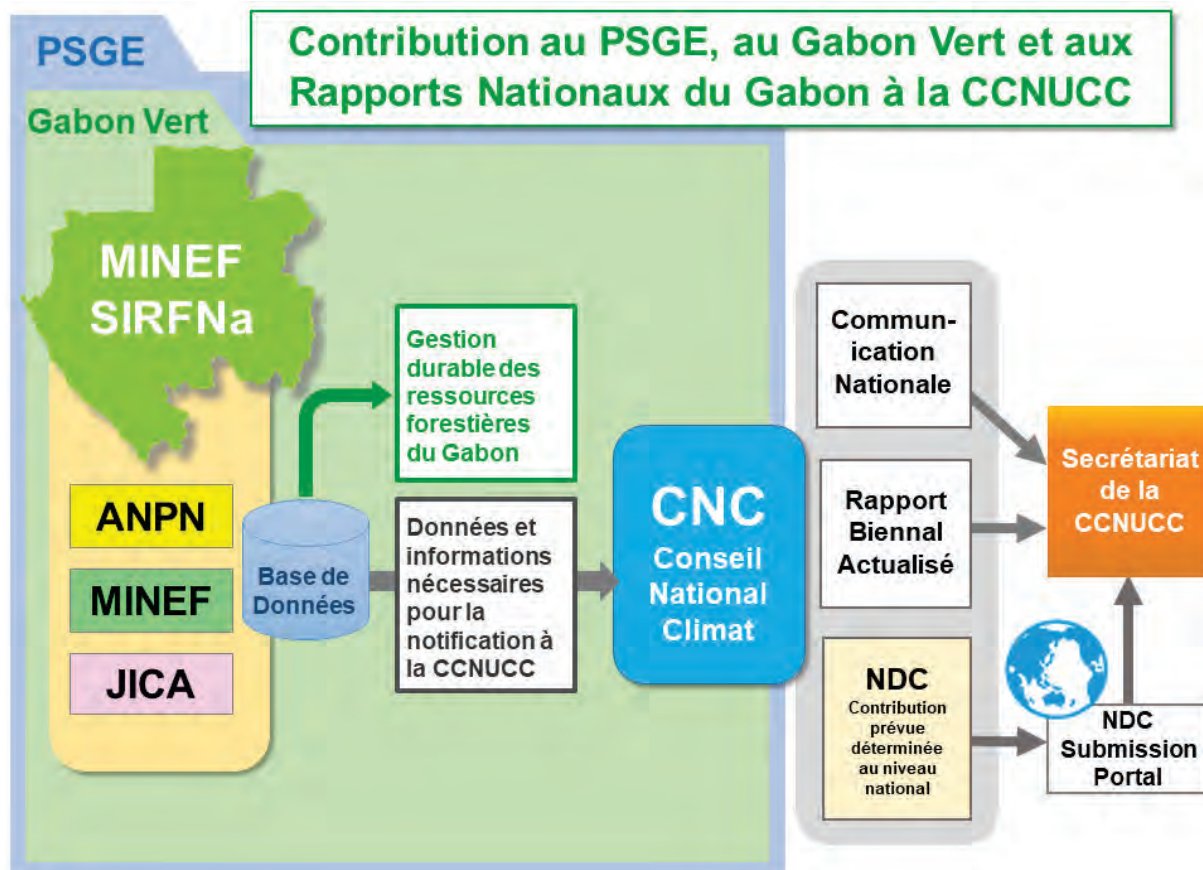 PSGE
Contribution au PSGE, au Gabon Vert et aux
Rapports Nationaux du Gabon à la CCNUCC
Gabon Vert
MINEF
SIRFNa
ANPN
MINEF
JICA
Base de
Données
Gestion
durable des
ressources
forestières
du Gabon
Données et
informations
nécessaires
pour la
notification à
la CCNUCC
CNC
Conseil
National
Climat
Commun-
ication
Nationale
Rapport
Biennal
Actualisé
NDC
Contribution
prévue
déterminée
au niveau
national
Secrétariat
de la
CCNUCC
NDC
Submission
Portal